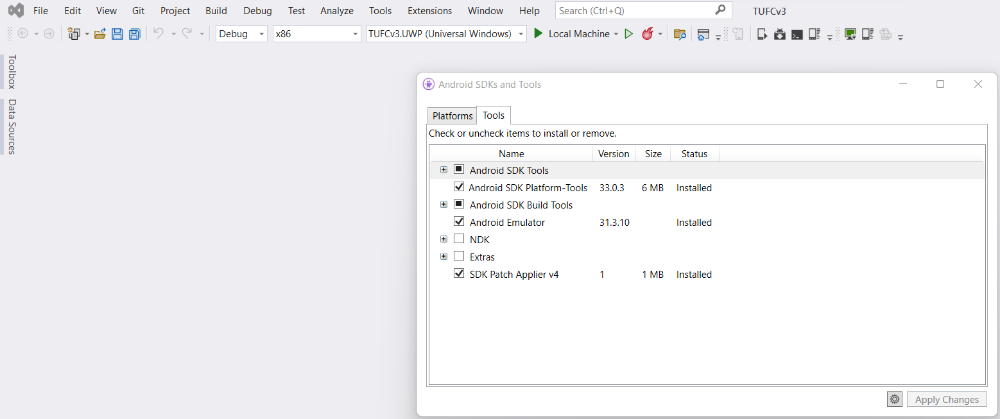 File Edit View Git Project Build Debug Test Analyze Tools Extensions Window Help Search (Ctrl+Q) TUFCv3
Debug x86 TUFCv3.UWP (Universal Windows) Local Machine
Toolbox
Data Sources
Android SDKs and Tools
Platforms Tools
Check or uncheck items to install or remove.
Name Version Size Status
Android SDK Tools
Android SDK Platform-Tools 33.0.3 6 MB Installed
Android SDK Build Tools
Android Emulator 31.3.10 Installed
NDK
Extras
SDK Patch Applier v4 1 1 MB Installed
Apply Changes